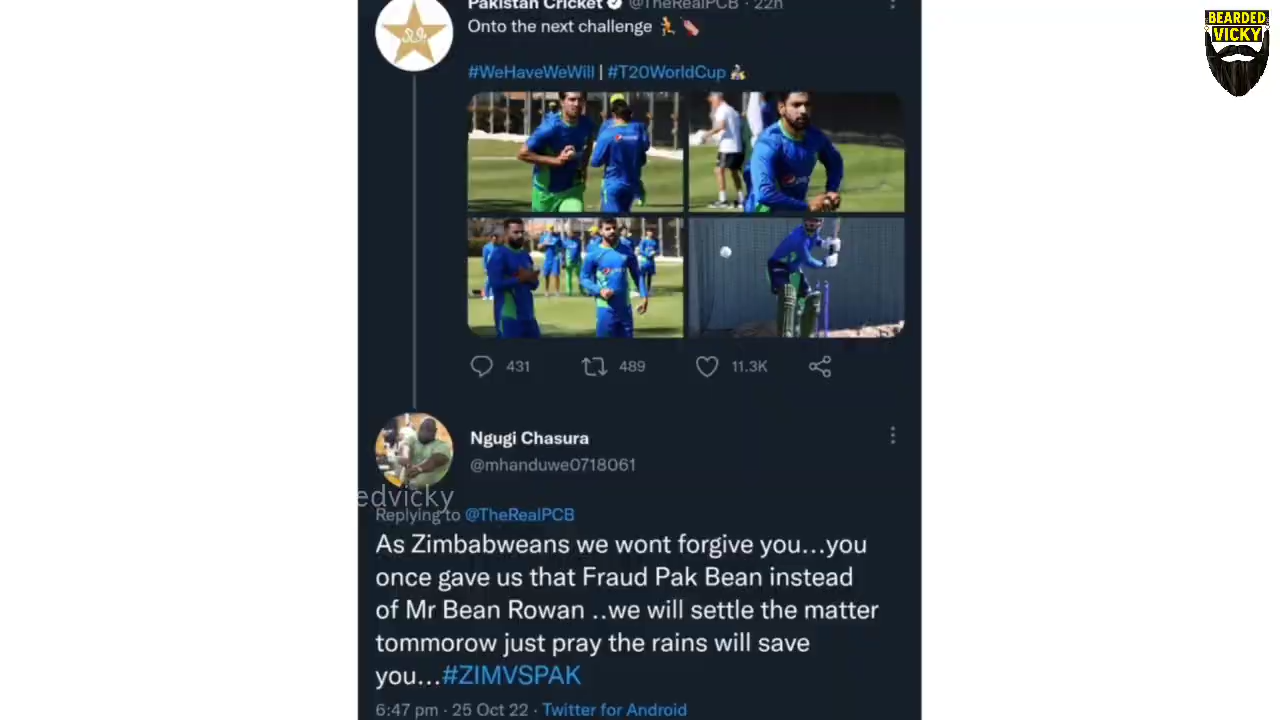 BEARDED
VICKY
Pakistan Cricket @TheRealPCB · 22h
Onto the next challenge
#WeHaveWeWill | #T20WorldCup
431 489 11.3K
Ngugi Chasura
@mhanduwe0718061
edvicky
Replying to @TheRealPCB
As Zimbabweans we wont forgive you...you
once gave us that Fraud Pak Bean instead
of Mr Bean Rowan ..we will settle the matter
tommorow just pray the rains will save
you...#ZIMVSPAK
6:47 pm · 25 Oct 22 · Twitter for Android